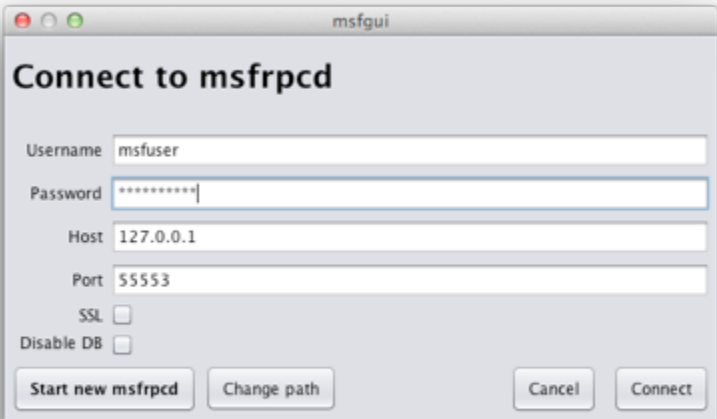 msfgui
Connect to msfrpcd
Username msfuser
Password **********
Host 127.0.0.1
Port 55553
SSL
Disable DB
Start new msfrpcd Change path Cancel Connect